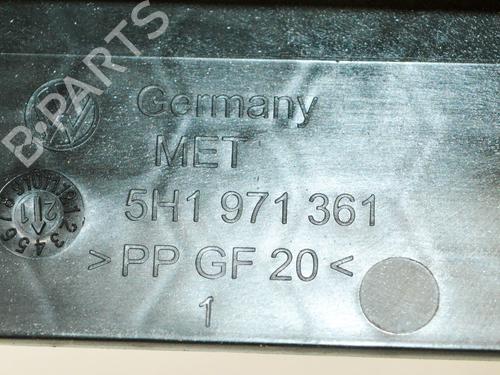 B-PARTS
Germany
MET
5H1 971 361
>PP GF 20<
1